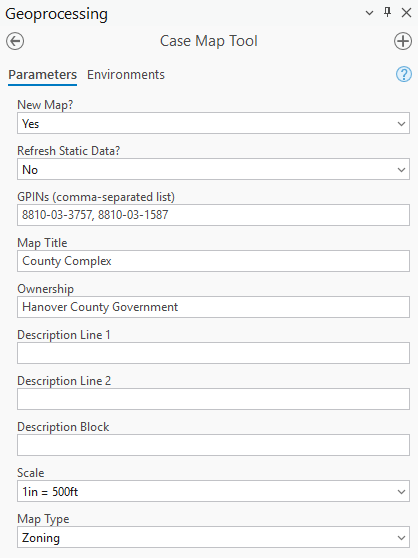 Geoprocessing
Case Map Tool
Parameters Environments
?
New Map?
Yes
Refresh Static Data?
No
GPINs (comma-separated list)
8810-03-3757, 8810-03-1587
Map Title
County Complex
Ownership
Hanover County Government
Description Line 1
Description Line 2
Description Block
Scale
1in = 500ft
Map Type
Zoning